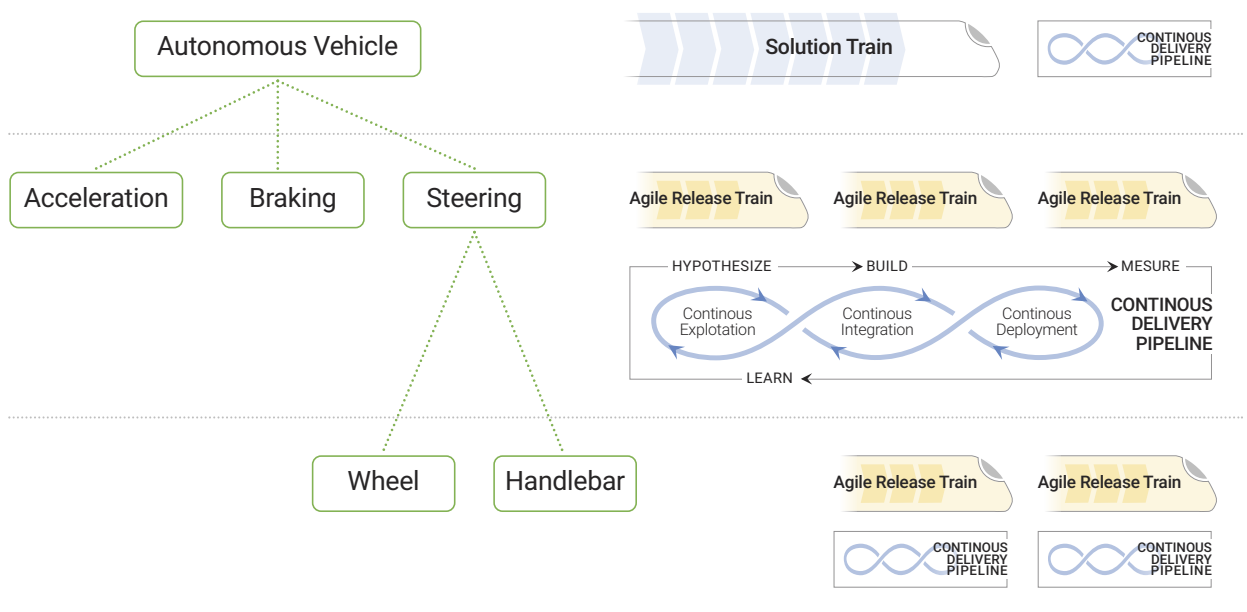 Autonomous Vehicle
Solution Train
CONTINOUS
DELIVERY
PIPELINE
Acceleration
Braking
Steering
Agile Release Train
Agile Release Train
Agile Release Train
HYPOTHESIZE
BUILD
MESURE
Continous
Explotation
Continous
Integration
Continous
Deployment
CONTINOUS
DELIVERY
PIPELINE
LEARN
Wheel
Handlebar
Agile Release Train
Agile Release Train
CONTINOUS
DELIVERY
PIPELINE
CONTINOUS
DELIVERY
PIPELINE